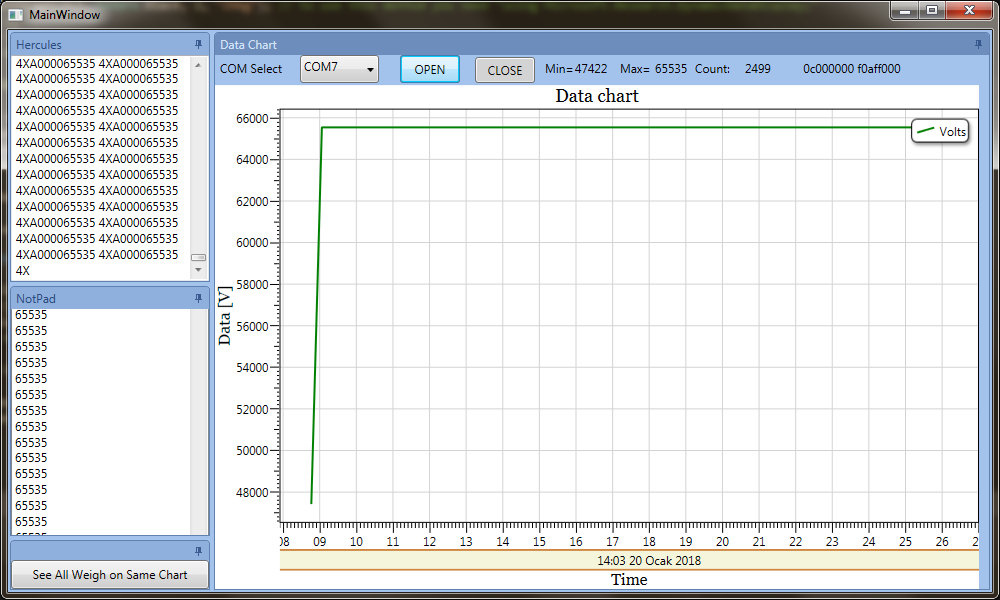 MainWindow
Hercules
4XA000065535 4XA000065535
4XA000065535 4XA000065535
4XA000065535 4XA000065535
4XA000065535 4XA000065535
4XA000065535 4XA000065535
4XA000065535 4XA000065535
4XA000065535 4XA000065535
4XA000065535 4XA000065535
4XA000065535 4XA000065535
4XA000065535 4XA000065535
4XA000065535 4XA000065535
4XA000065535 4XA000065535
4XA000065535 4XA000065535
4X
NotPad
65535
65535
65535
65535
65535
65535
65535
65535
65535
65535
65535
65535
65535
65535
See All Weigh on Same Chart
Data Chart
COM Select COM7 OPEN CLOSE Min= 47422 Max= 65535 Count: 2499 0c000000 f0aff000
Data chart
Volts
66000
64000
62000
60000
58000
56000
54000
52000
50000
48000
Data [V]
08 09 10 11 12 13 14 15 16 17 18 19 20 21 22 23 24 25 26
14:03 20 Ocak 2018
Time